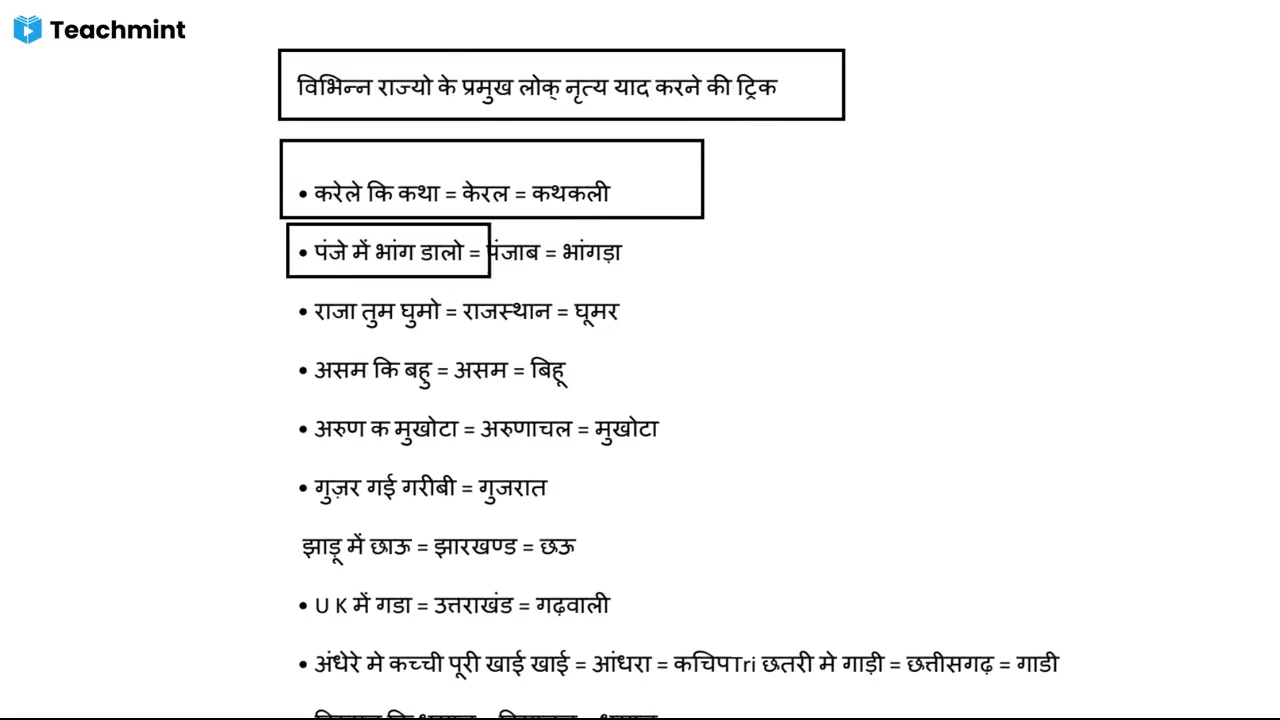 Teachmint
विभिन्न राज्यो के प्रमुख लोक् नृत्य याद करने की ट्रिक
• करेले कि कथा = केरल = कथकली
• पंजे में भांग डालो = पंजाब = भांगड़ा
• राजा तुम घुमो = राजस्थान = घूमर
• असम कि बहु = असम = बिहू
• अरुण क मुखोटा = अरुणाचल = मुखोटा
• गुज़र गई गरीबी = गुजरात
झाड़ू में छाऊ = झारखण्ड = छऊ
• U K में गडा = उत्तराखंड = गढ़वाली
• अंधेरे मे कच्ची पूरी खाई खाई = आंधरा = कचिपाri छतरी मे गाड़ी = छत्तीसगढ़ = गाडी